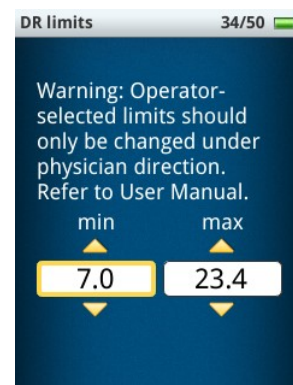 DR limits 34/50
Warning: Operator-
selected limits should
only be changed under
physician direction.
Refer to User Manual.
min max
7.0 23.4